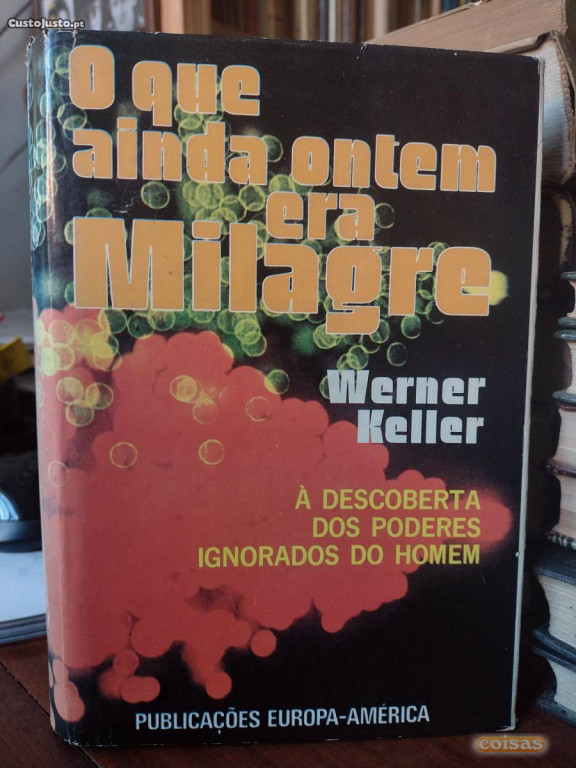 CustoJusto.pt
O que
ainda ontem
era
Milagre
Werner
Keller
À DESCOBERTA
DOS PODERES
IGNORADOS DO HOMEM
PUBLICAÇÕES EUROPA-AMÉRICA
coisas